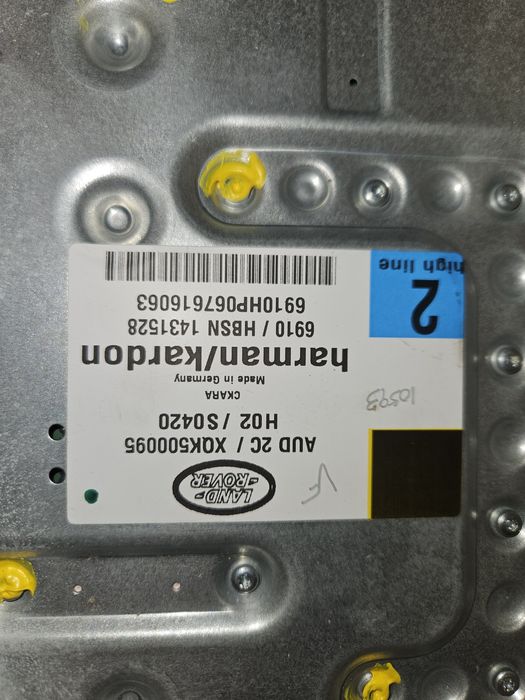 LAND-
-ROVER
AUD 2C / XQK500095
H02 / S0420
CKARA
Made in Germany
harman/kardon
6910 / HBSN 1431528
6910HP067616063
2
high line